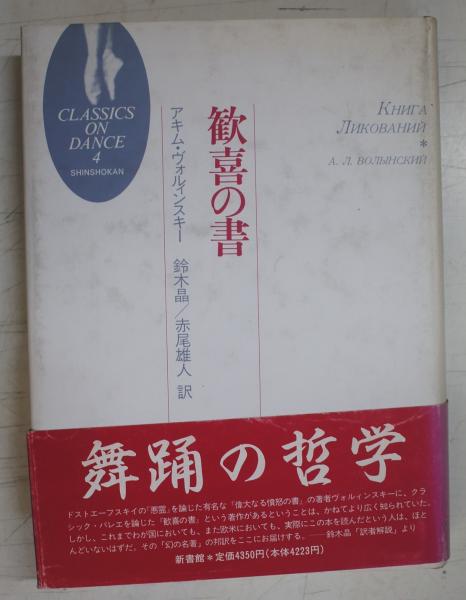 CLASSICS
ON
DANCE
4
SHINSHOKAN
КНИГА
ЛИКОВАНИЙ
*
А. Л. ВОЛЫНСКИЙ
歓喜の書
アキム・ヴォルィンスキー 鈴木晶／赤尾雄人 訳
舞踊の哲学
ドストエーフスキイの「悪霊」を論じた有名な『偉大なる憤怒の書』の著者ヴォルィンスキーに、クラ
シック・バレエを論じた『歓喜の書』という著作があるということは、かねてより広く知られていた。
しかし、これまでわが国においても、また欧米においても、実際にこの本を読んだという人は、ほと
んどいないはずだ。その「幻の名著」の邦訳をここにお届けする。——鈴木晶「訳者解説」より
新書館＊定価4350円（本体4223円）